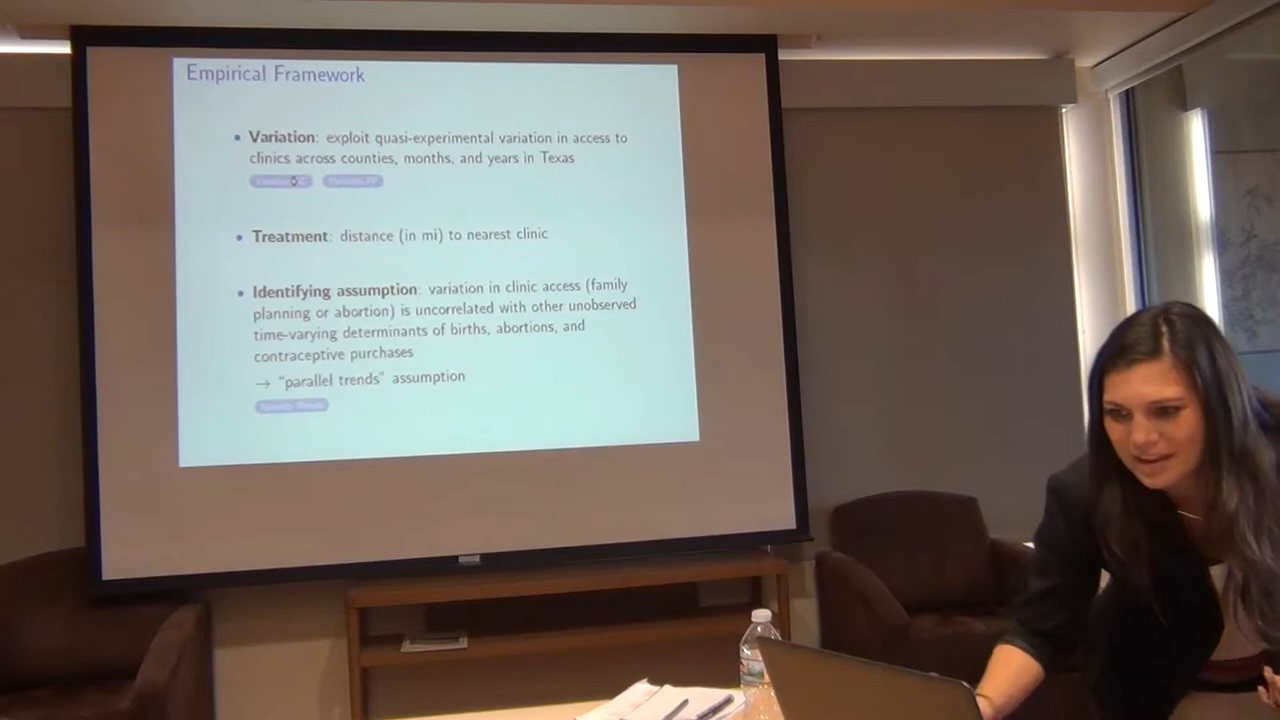 Empirical Framework
• Variation: exploit quasi-experimental variation in access to
clinics across counties, months, and years in Texas
• Treatment: distance (in mi) to nearest clinic
• Identifying assumption: variation in clinic access (family
planning or abortion) is uncorrelated with other unobserved
time-varying determinants of births, abortions, and
contraceptive purchases
→ "parallel trends" assumption